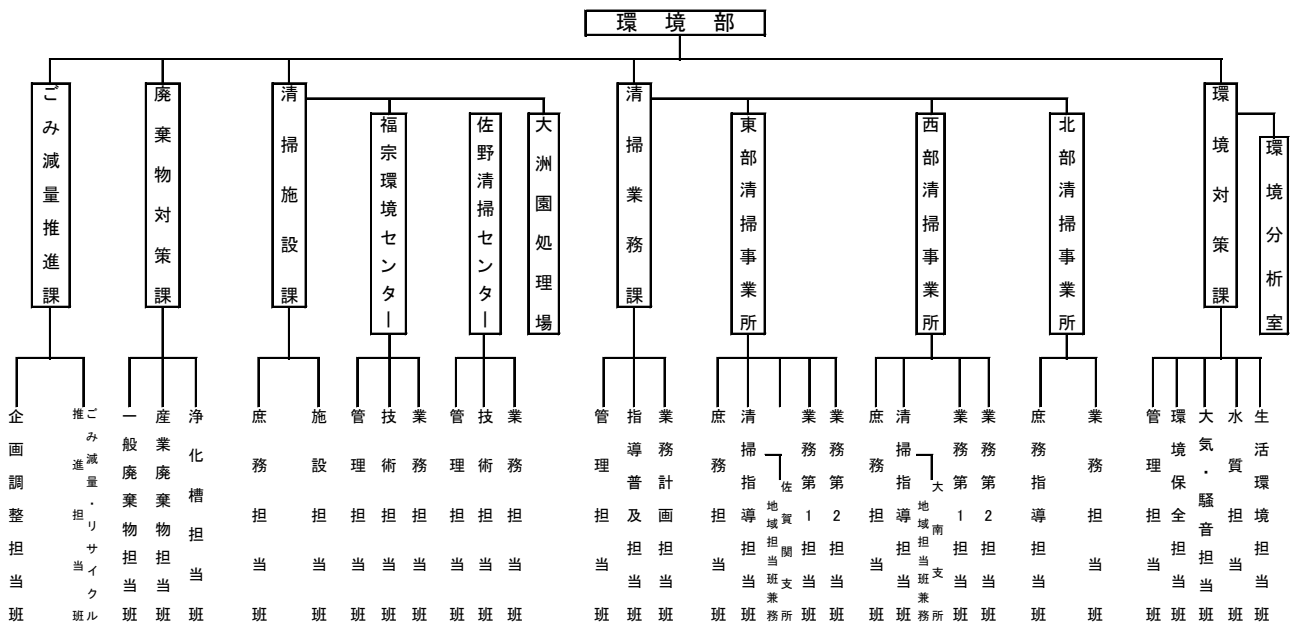 環境部
ごみ減量推進課
廃棄物対策課
清掃施設課
福宗環境センター
佐野清掃センター
大洲園処理場
清掃業務課
東部清掃事業所
西部清掃事業所
北部清掃事業所
環境対策課
環境分析室
企画調整担当班
ごみ減量・リサイクル
推進担当班
一般廃棄物担当班
産業廃棄物担当班
浄化槽担当班
庶務担当班
施設担当班
管理担当班
技術担当班
業務担当班
管理担当班
技術担当班
業務担当班
管理担当班
指導普及担当班
業務計画担当班
庶務担当班
清掃指導担当班
佐賀関支所
地域担当班兼務
業務第1担当班
業務第2担当班
庶務担当班
清掃指導担当班
大南支所
地域担当班兼務
業務第1担当班
業務第2担当班
庶務指導担当班
業務担当班
管理担当班
環境保全担当班
大気・騒音担当班
水質担当班
生活環境担当班